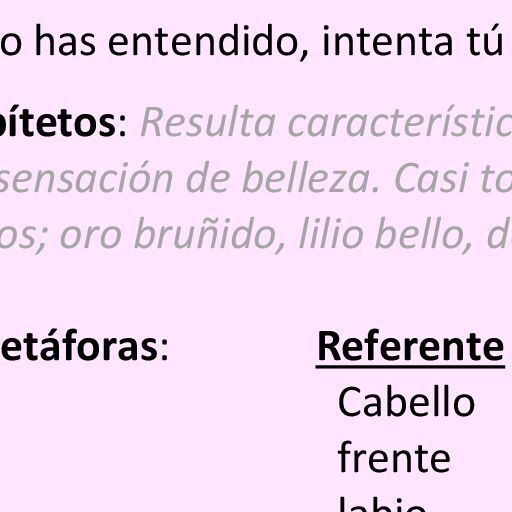 o has entendido, intenta tú
pítetos: Resulta característic
sensación de belleza. Casi to
os; oro bruñido, lilio bello, d
etáforas: Referente
Cabello
frente
labio